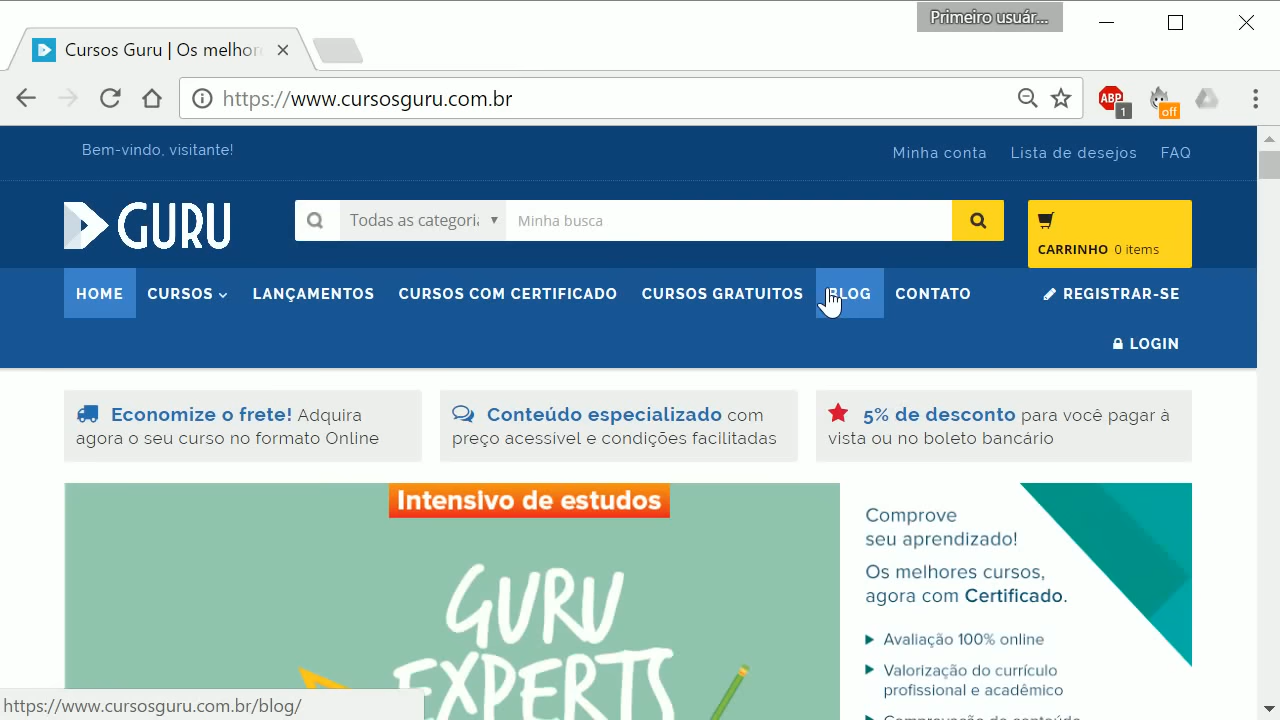 Primeiro usuár...
Cursos Guru | Os melhor
https://www.cursosguru.com.br
ABP
1
off
Bem-vindo, visitante!
Minha conta Lista de desejos FAQ
GURU
Todas as categoria
Minha busca
CARRINHO 0 items
HOME CURSOS LANÇAMENTOS CURSOS COM CERTIFICADO CURSOS GRATUITOS BLOG CONTATO REGISTRAR-SE
LOGIN
Economize o frete! Adquira
agora o seu curso no formato Online
Conteúdo especializado com
preço acessível e condições facilitadas
5% de desconto para você pagar à
vista ou no boleto bancário
Intensivo de estudos
GURU
EXPERTS
Comprove
seu aprendizado!
Os melhores cursos,
agora com Certificado.
Avaliação 100% online
Valorização do currículo
profissional e acadêmico
Comprovação de conteúdo
https://www.cursosguru.com.br/blog/